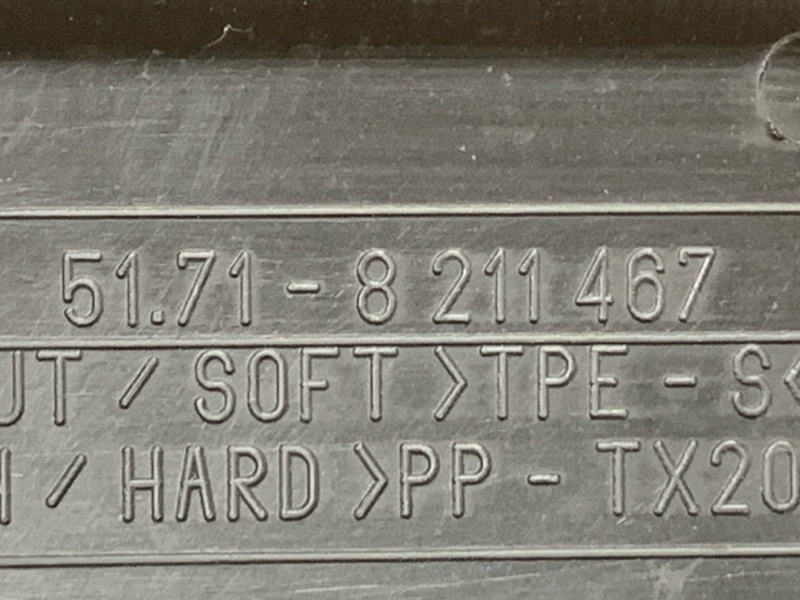 51.71 - 8 211 467
UT / SOFT >TPE - S<
H / HARD >PP - TX20